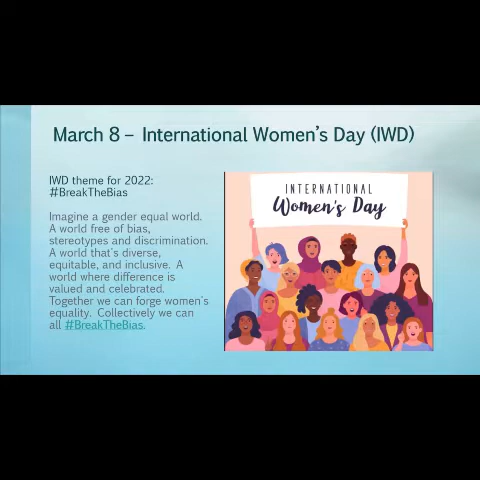 March 8 – International Women's Day (IWD)
IWD theme for 2022:
#BreakTheBias
Imagine a gender equal world.
A world free of bias,
stereotypes and discrimination.
A world that's diverse,
equitable, and inclusive. A
world where difference is
valued and celebrated.
Together we can forge women's
equality. Collectively we can
all #BreakTheBias.
INTERNATIONAL
Women's Day